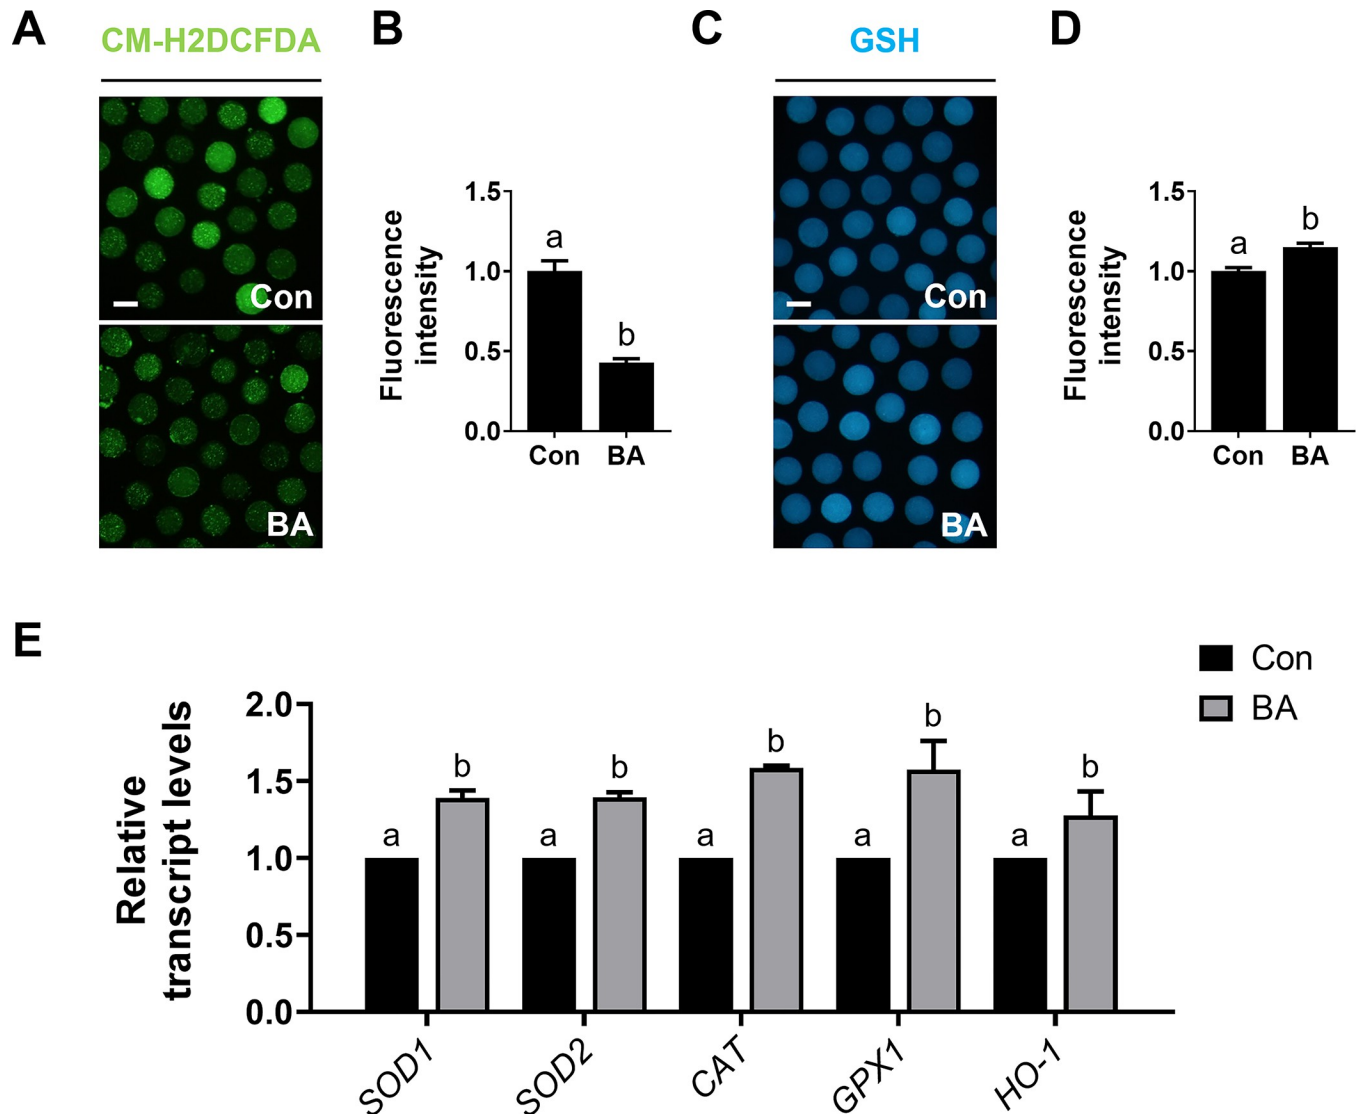 A
CM-H2DCFDA
Con
BA
B
Fluorescence
intensity
1.5
1.0
0.5
0.0
a
b
Con
BA
C
GSH
Con
BA
D
Fluorescence
intensity
1.5
1.0
0.5
0.0
a
b
Con
BA
E
Con
BA
Relative
transcript levels
2.0
1.5
1.0
0.5
0.0
a
b
a
b
a
b
a
b
a
b
SOD1
SOD2
CAT
GPX1
HO-1